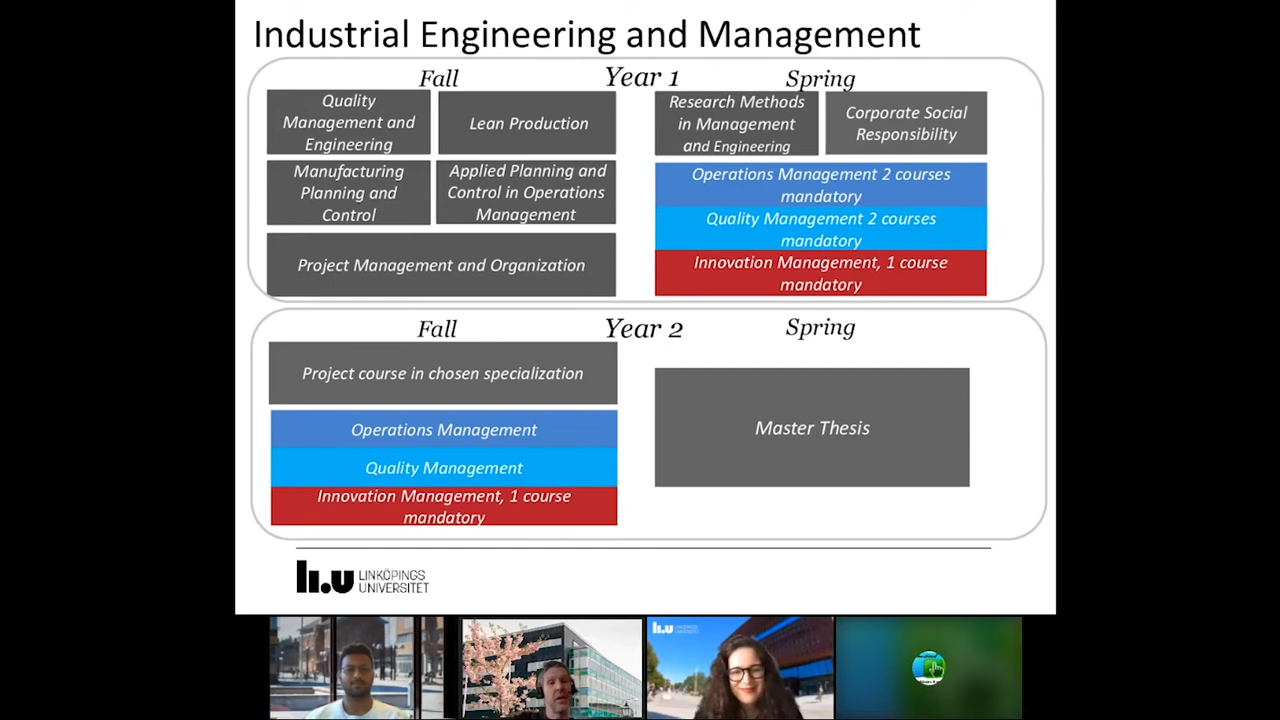 Industrial Engineering and Management
Fall
Year 1
Spring
Quality
Management and
Engineering
Lean Production
Research Methods
in Management
and Engineering
Corporate Social
Responsibility
Manufacturing
Planning and
Control
Applied Planning and
Control in Operations
Management
Operations Management 2 courses
mandatory
Quality Management 2 courses
mandatory
Project Management and Organization
Innovation Management, 1 course
mandatory
Fall
Year 2
Spring
Project course in chosen specialization
Operations Management
Quality Management
Innovation Management, 1 course
mandatory
Master Thesis
li.u LINKÖPINGS
UNIVERSITET